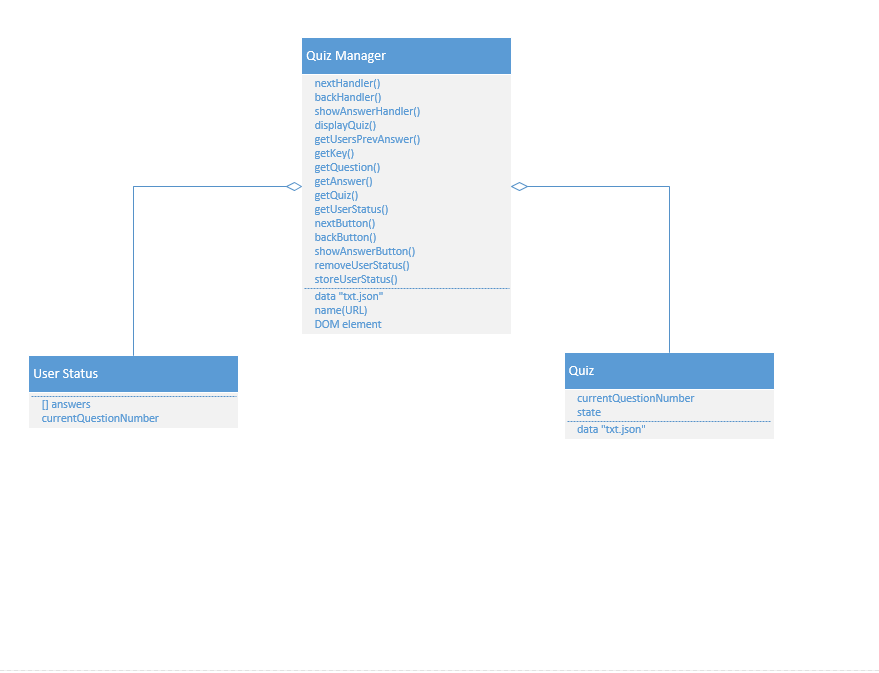 Quiz Manager
nextHandler()
backHandler()
showAnswerHandler()
displayQuiz()
getUsersPrevAnswer()
getKey()
getQuestion()
getAnswer()
getQuiz()
getUserStatus()
nextButton()
backButton()
showAnswerButton()
removeUserStatus()
storeUserStatus()
data "txt.json"
name(URL)
DOM element
User Status
[] answers
currentQuestionNumber
Quiz
currentQuestionNumber
state
data "txt.json"